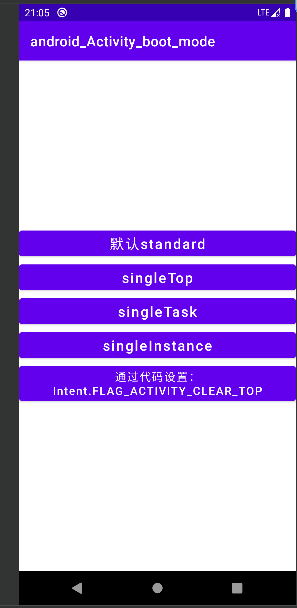 21:05
LTE
android_Activity_boot_mode
默认standard
singleTop
singleTask
singleInstance
通过代码设置：
Intent.FLAG_ACTIVITY_CLEAR_TOP